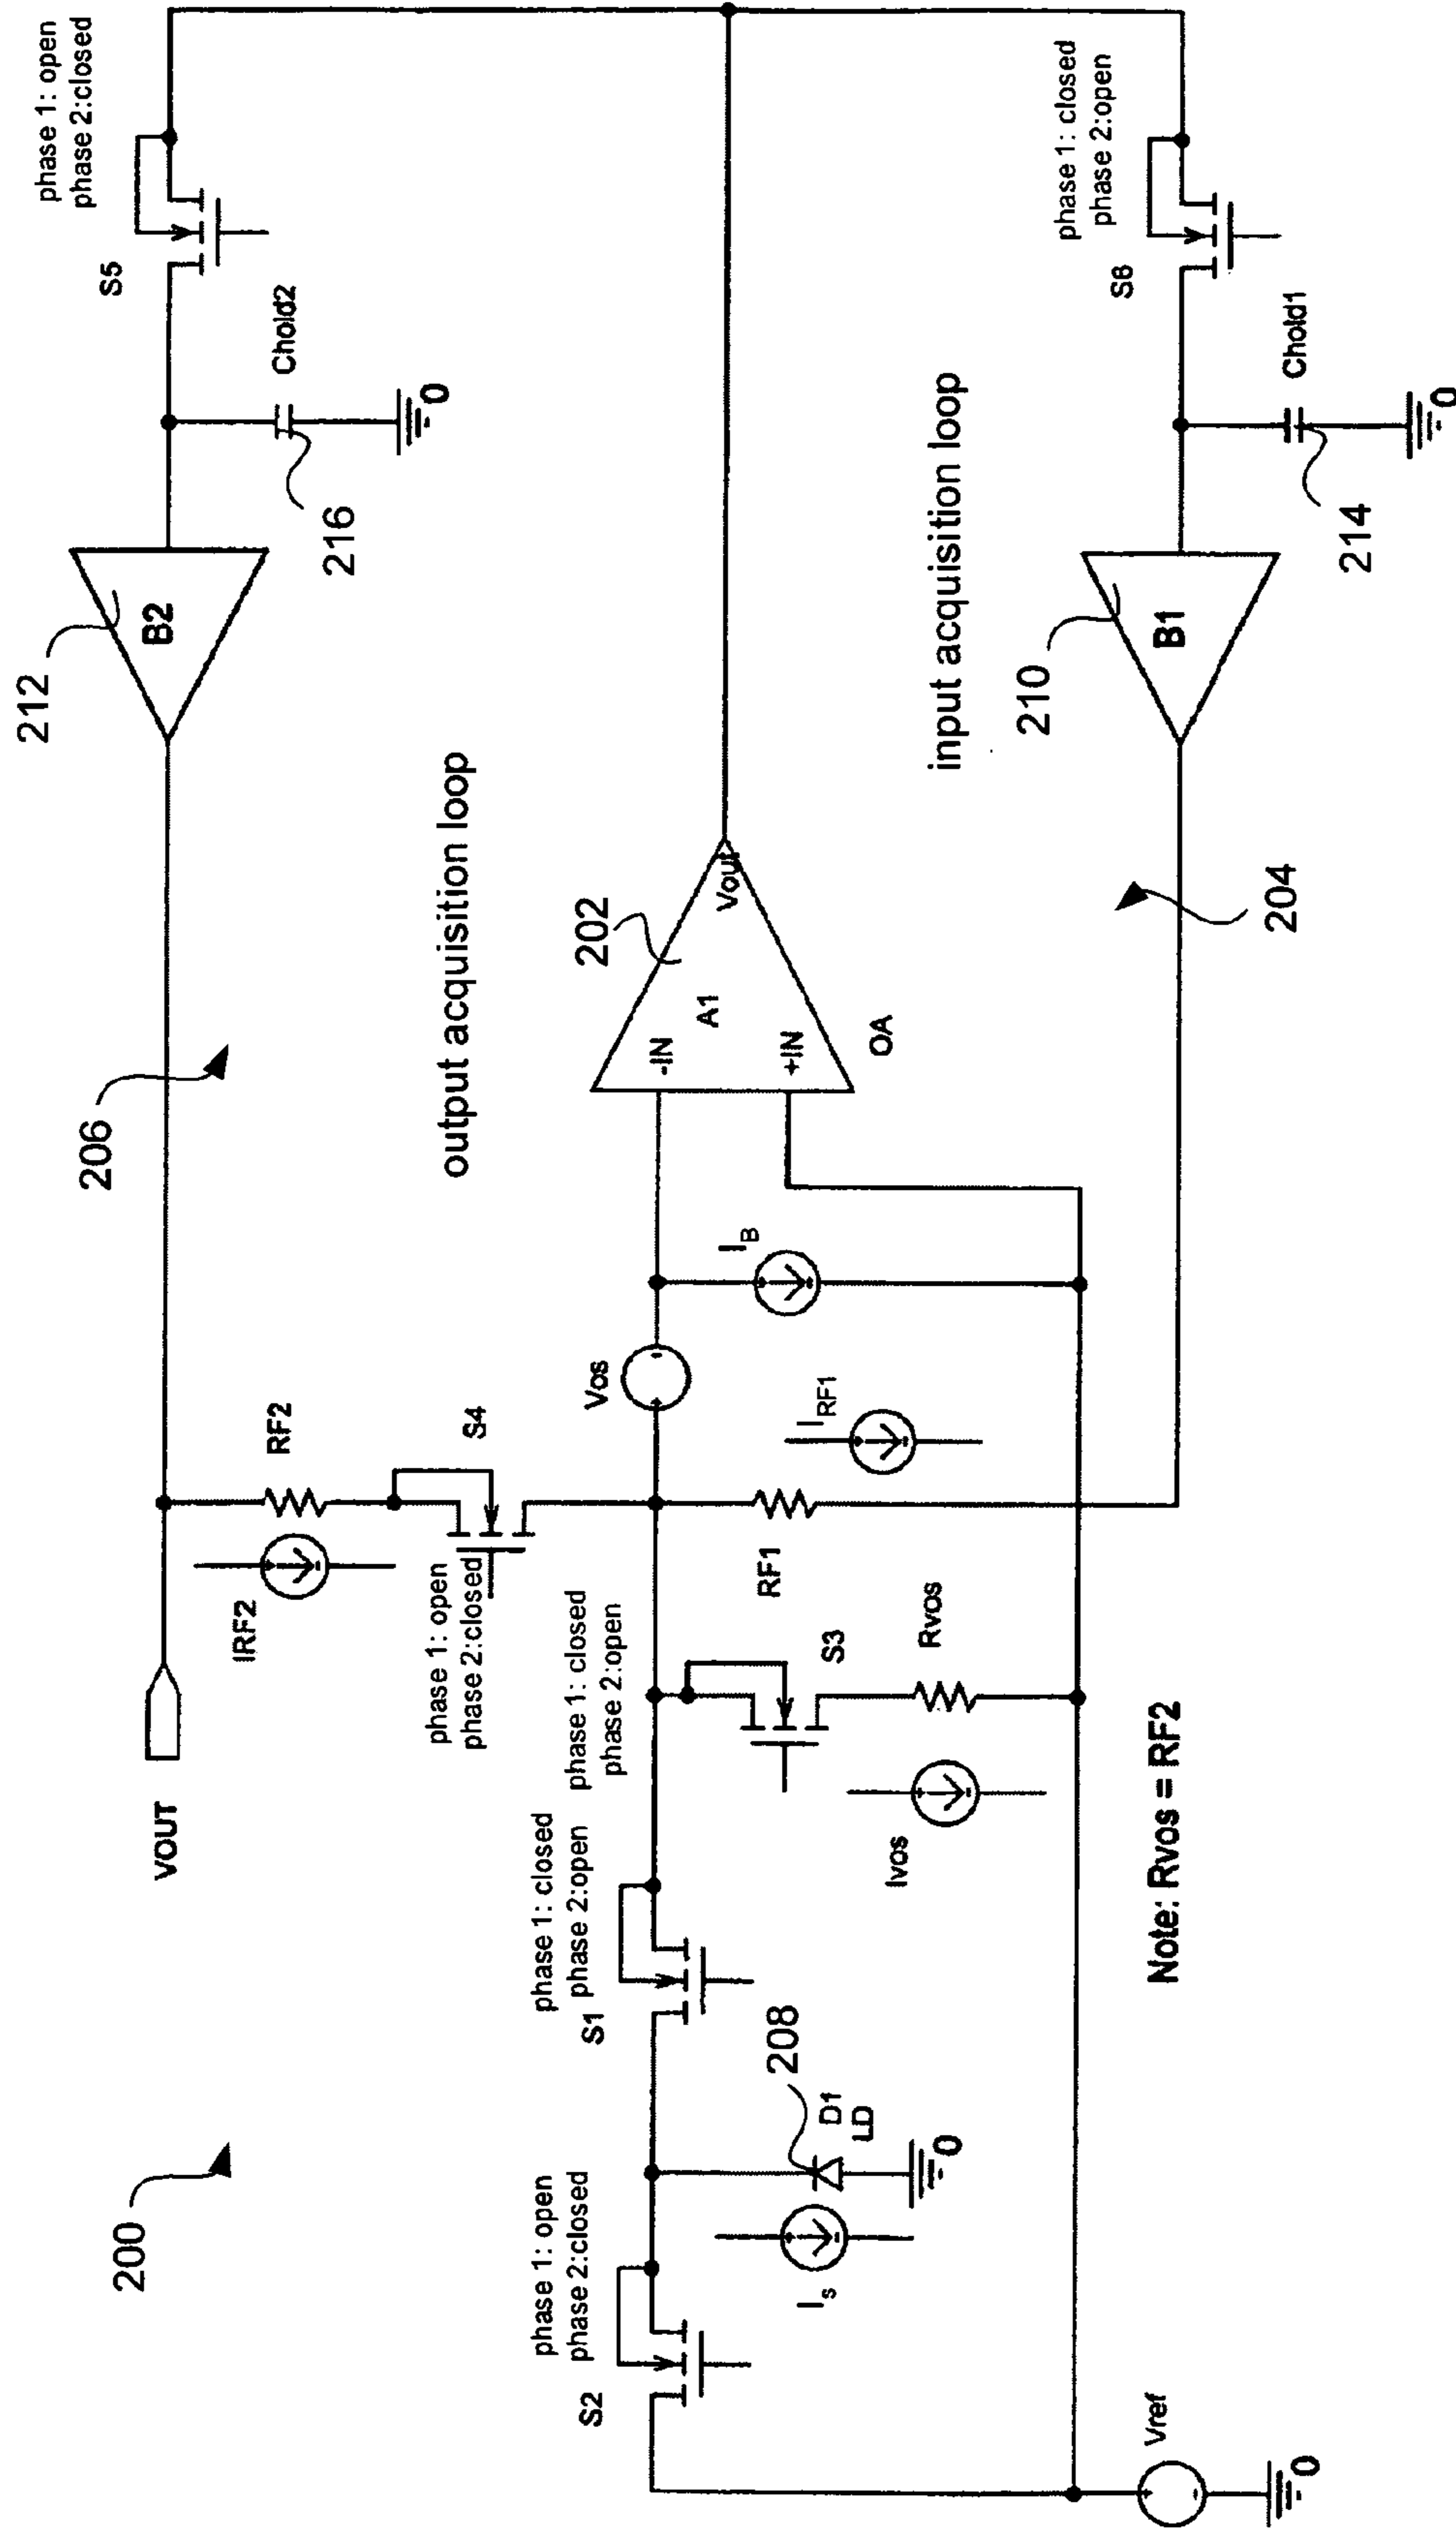 200
VOUT
206
212
B2
216
Chold2
S5
phase 1: open
phase 2:closed
IRF2
RF2
S4
phase 1: open
phase 2:closed
output acquisition loop
S2
phase 1: open
phase 2:closed
S1
phase 1: closed
phase 2:open
phase 1: closed
phase 2:open
Is
D1
LD
208
0
Ivos
S3
Rvos
RF1
IRF1
Vos
IB
202
A1
-IN
+IN
Vout
OA
0
Vref
0
Note: Rvos = RF2
204
input acquisition loop
210
B1
214
Chold1
0
S6
phase 1: closed
phase 2:open